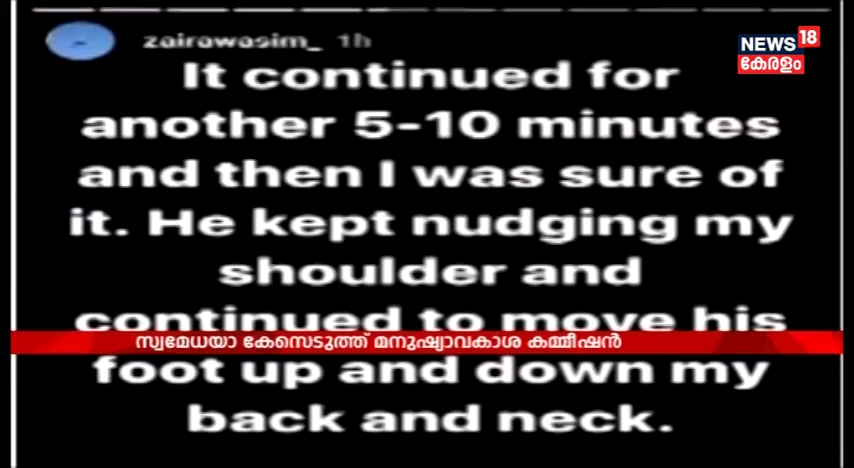 zairawasim_ 1h
NEWS 18
കേരളം
It continued for
another 5-10 minutes
and then I was sure of
it. He kept nudging my
shoulder and
continued to move his
സ്വമേധയാ കേസെടുത്ത് മനുഷ്യാവകാശ കമ്മീഷൻ
foot up and down my
back and neck.